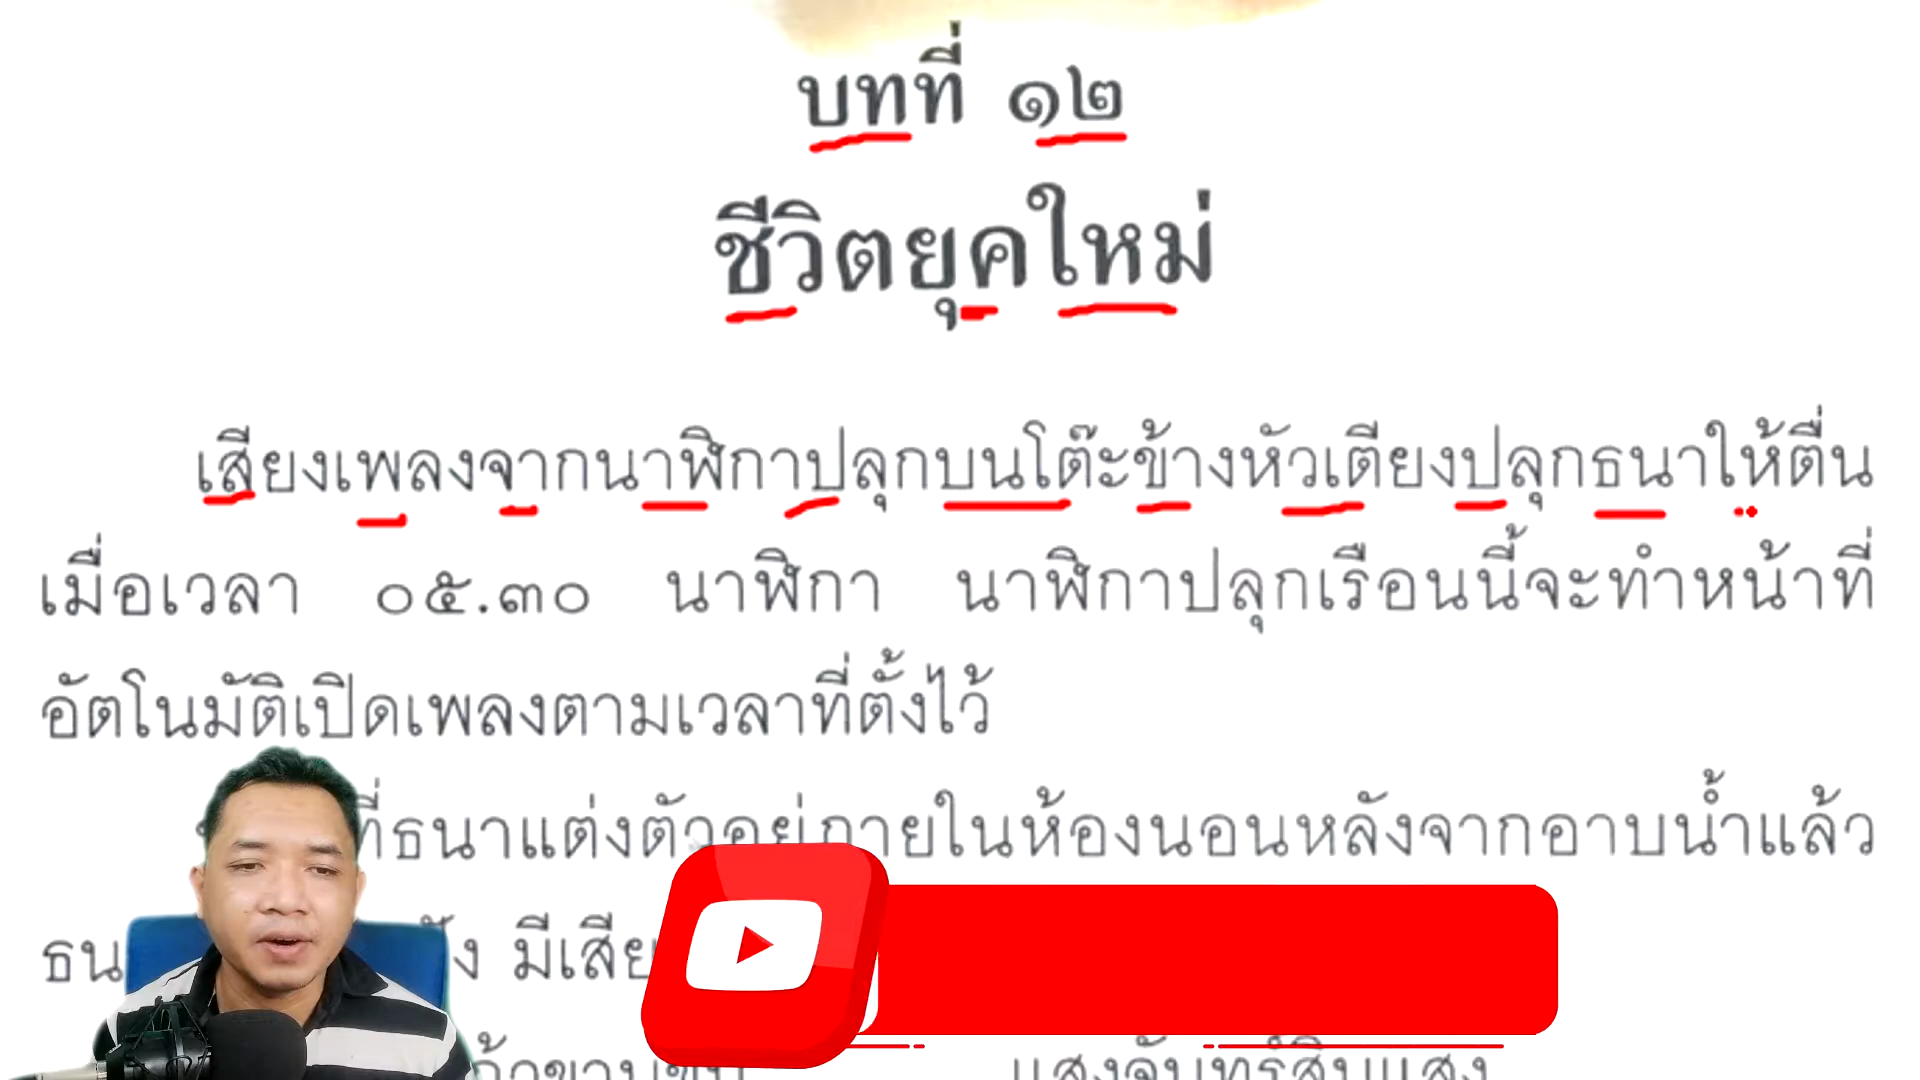 บทที่ ๑๒
ชีวิตยุคใหม่
เสียงเพลงจากนาฬิกาปลุกบนโต๊ะข้างหัวเตียงปลุกธนาให้ตื่น
เมื่อเวลา ๐๕.๓๐ นาฬิกา นาฬิกาปลุกเรือนนี้จะทำหน้าที่
อัตโนมัติเปิดเพลงตามเวลาที่ตั้งไว้
ที่ธนาแต่งตัวอยู่ภายในห้องนอนหลังจากอาบน้ำแล้ว
มีเสีย